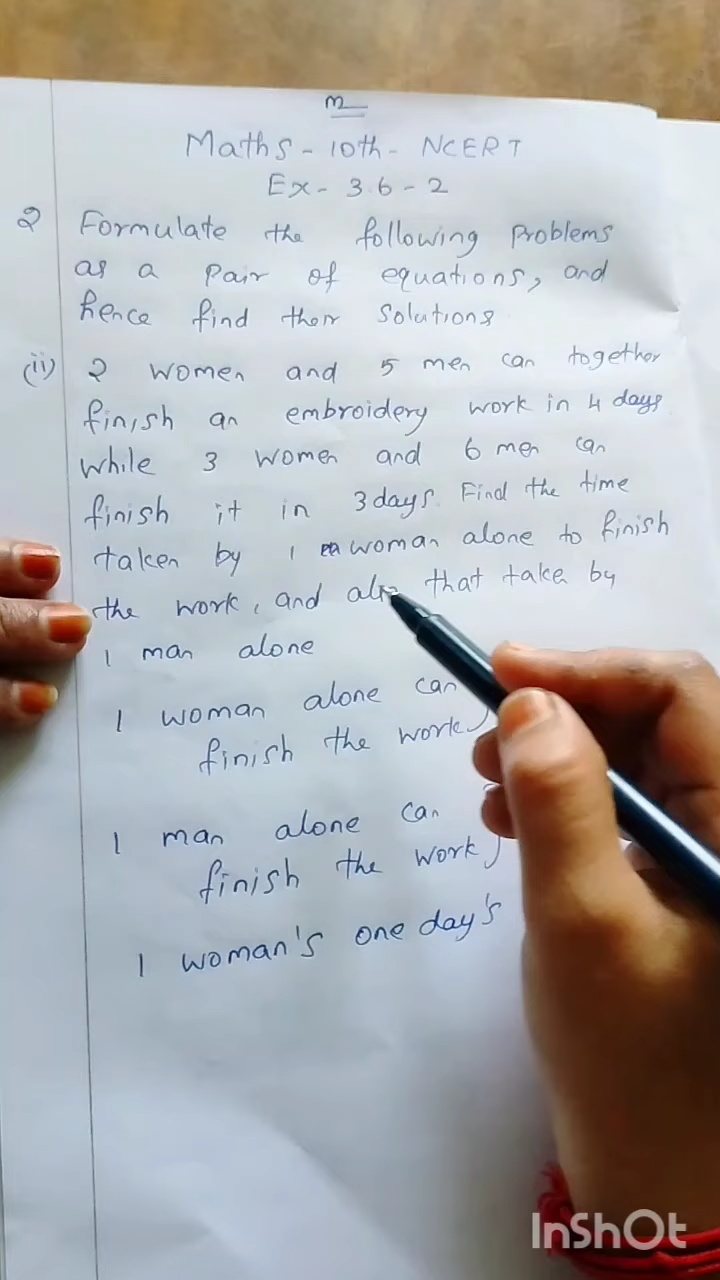 m
Maths - 10th - NCERT
Ex - 3.6 - 2
2 Formulate the following Problems
as a pair of equations, and
hence find their solutions
(ii) 2 women and 5 men can together
finish an embroidery work in 4 days
while 3 women and 6 men can
finish it in 3 days. Find the time
taken by 1 woman alone to finish
the work, and that take by
1 man alone
1 woman alone can
finish the work
1 man alone can
finish the work
1 woman's one day's
InShOt